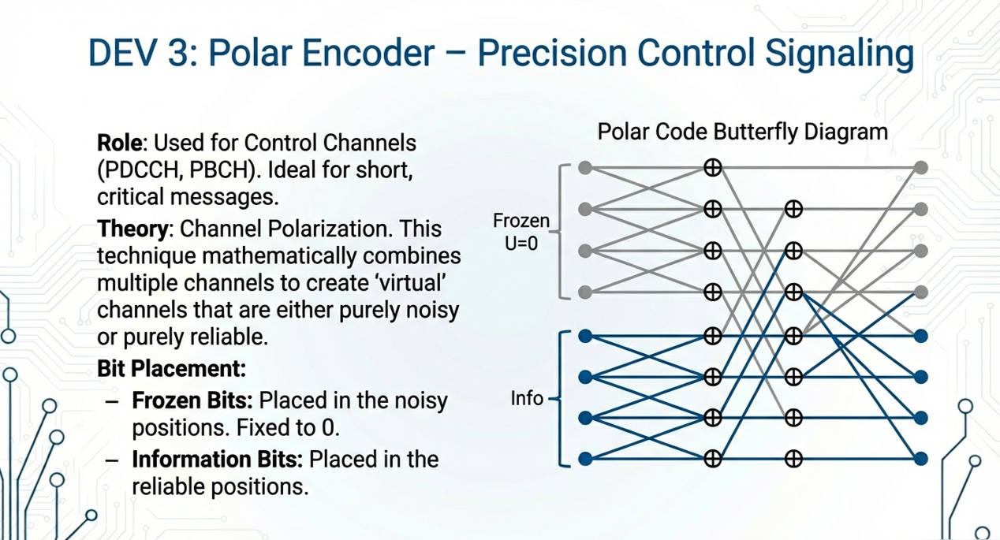 DEV 3: Polar Encoder – Precision Control Signaling
Role: Used for Control Channels
(PDCCH, PBCH). Ideal for short,
critical messages.
Theory: Channel Polarization. This
technique mathematically combines
multiple channels to create ‘virtual’
channels that are either purely noisy
or purely reliable.
Bit Placement:
– Frozen Bits: Placed in the noisy
positions. Fixed to 0.
– Information Bits: Placed in the
reliable positions.
Polar Code Butterfly Diagram
Frozen
U=0
Info